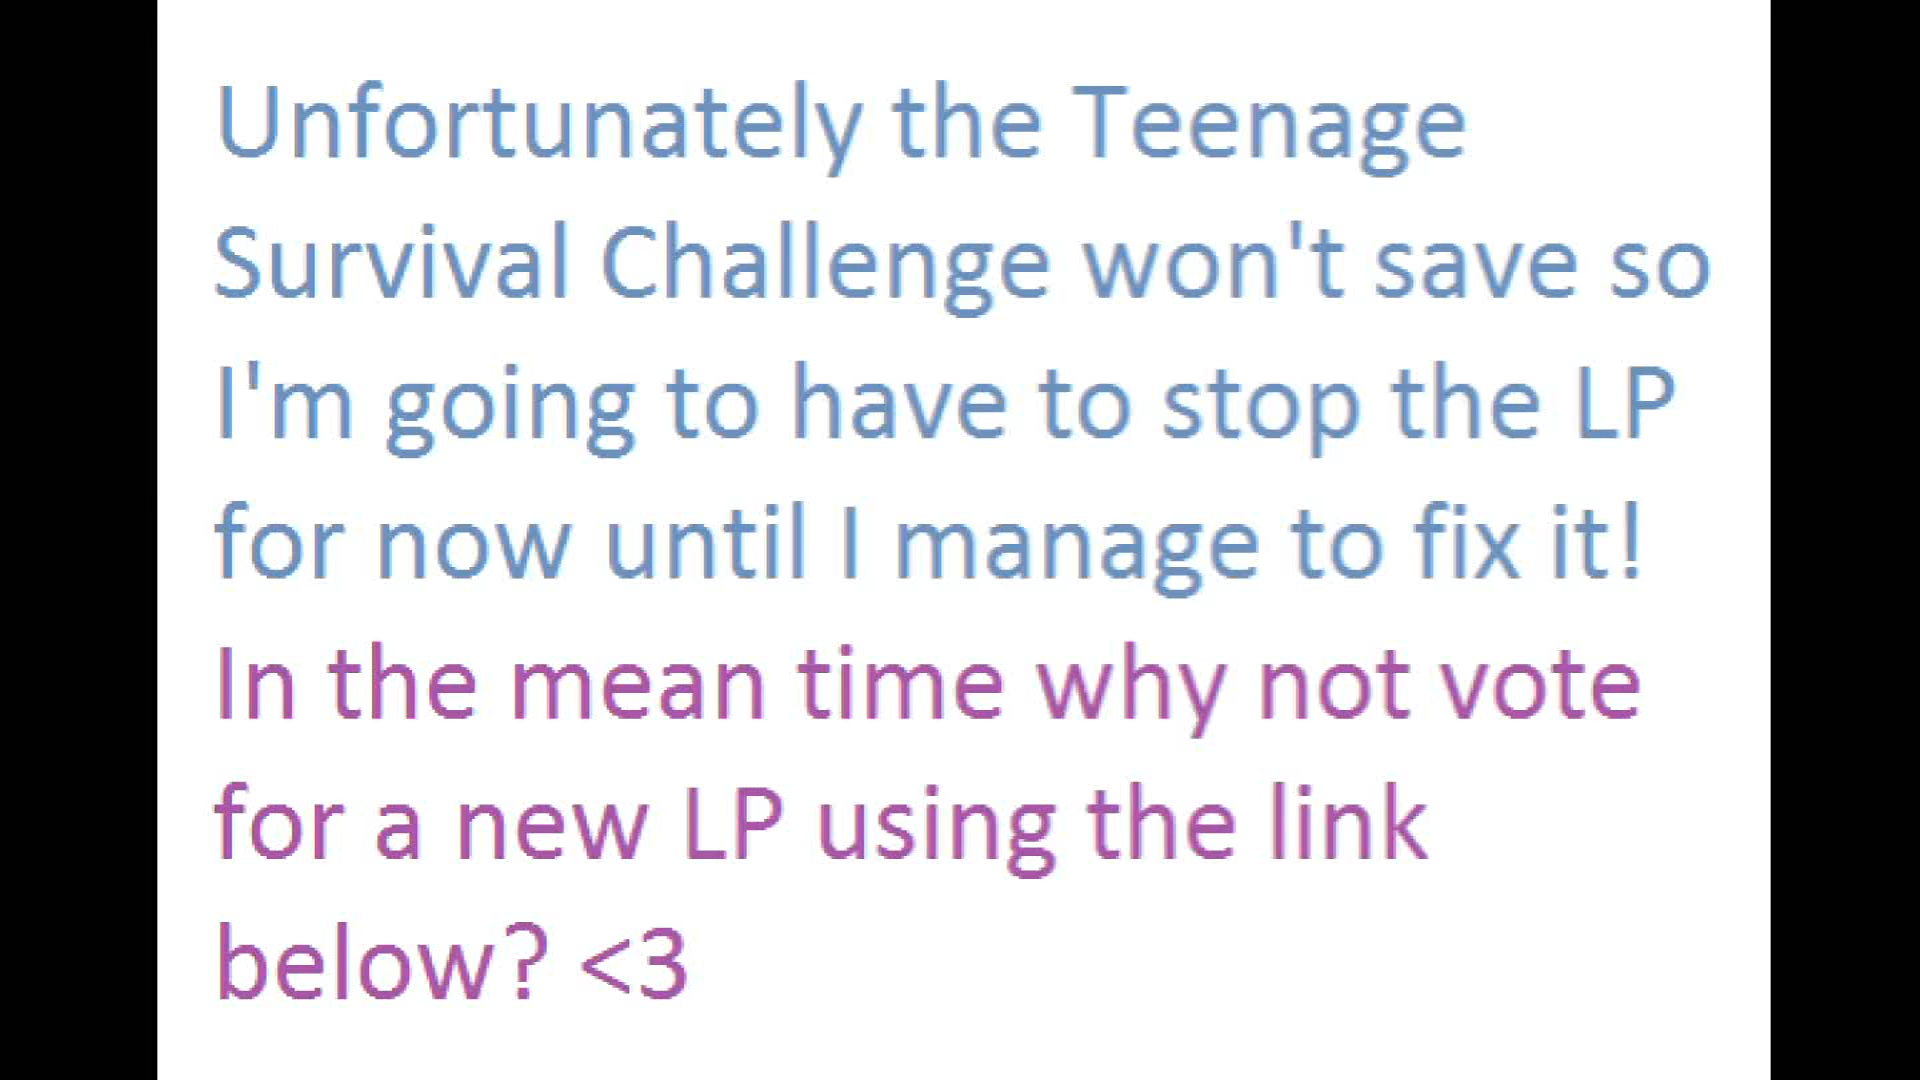 Unfortunately the Teenage
Survival Challenge won't save so
I'm going to have to stop the LP
for now until I manage to fix it!
In the mean time why not vote
for a new LP using the link
below? <3